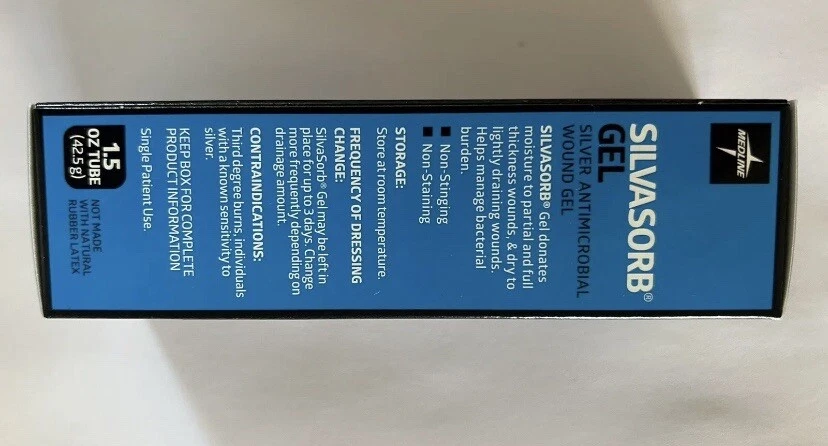 MEDLINE
SILVASORB®
GEL
SILVER ANTIMICROBIAL
WOUND GEL
SILVASORB® Gel donates
moisture to partial and full
thickness wounds, & dry to
lightly draining wounds.
Helps manage bacterial
burden.
■ Non-Stinging
■ Non-Staining
STORAGE:
Store at room temperature.
FREQUENCY OF DRESSING
CHANGE:
SilvaSorb® Gel may be left in
place for up to 3 days. Change
more frequently depending on
drainage amount.
CONTRAINDICATIONS:
Third degree burns, individuals
with a known sensitivity to
silver.
KEEP BOX FOR COMPLETE
PRODUCT INFORMATION
Single Patient Use.
1.5
OZ TUBE
(42.5 g)
NOT MADE
WITH NATURAL
RUBBER LATEX